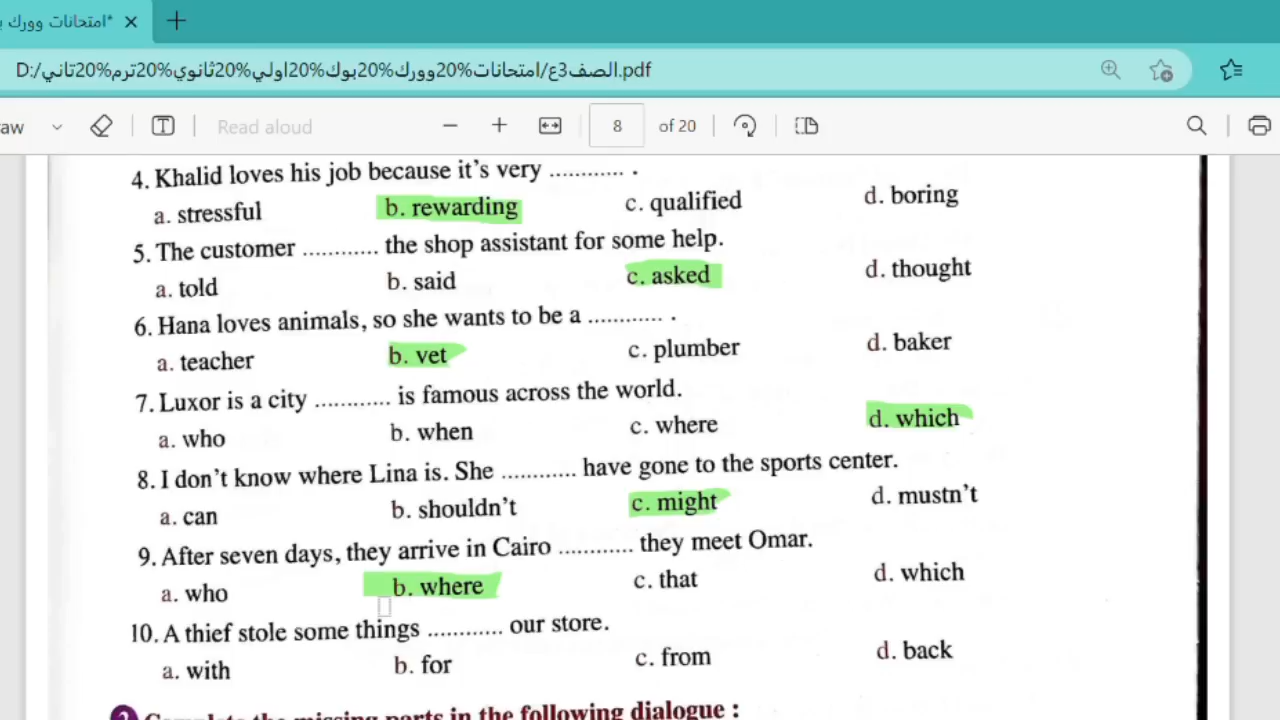 امتحانات وورك ب*
D:/الصف3ع/امتحانات%20وورك%20بوك%20اولي%20ثانوي%20ترم%20تاني.pdf
aw
Read aloud
8 of 20
4. Khalid loves his job because it's very ............ .
a. stressful b. rewarding c. qualified d. boring
5. The customer ............ the shop assistant for some help.
a. told b. said c. asked d. thought
6. Hana loves animals, so she wants to be a ............ .
a. teacher b. vet c. plumber d. baker
7. Luxor is a city ............ is famous across the world.
a. who b. when c. where d. which
8. I don't know where Lina is. She ............ have gone to the sports center.
a. can b. shouldn't c. might d. mustn't
9. After seven days, they arrive in Cairo ............ they meet Omar.
a. who b. where c. that d. which
10. A thief stole some things ............ our store.
a. with b. for c. from d. back
2 Complete the missing parts in the following dialogue :